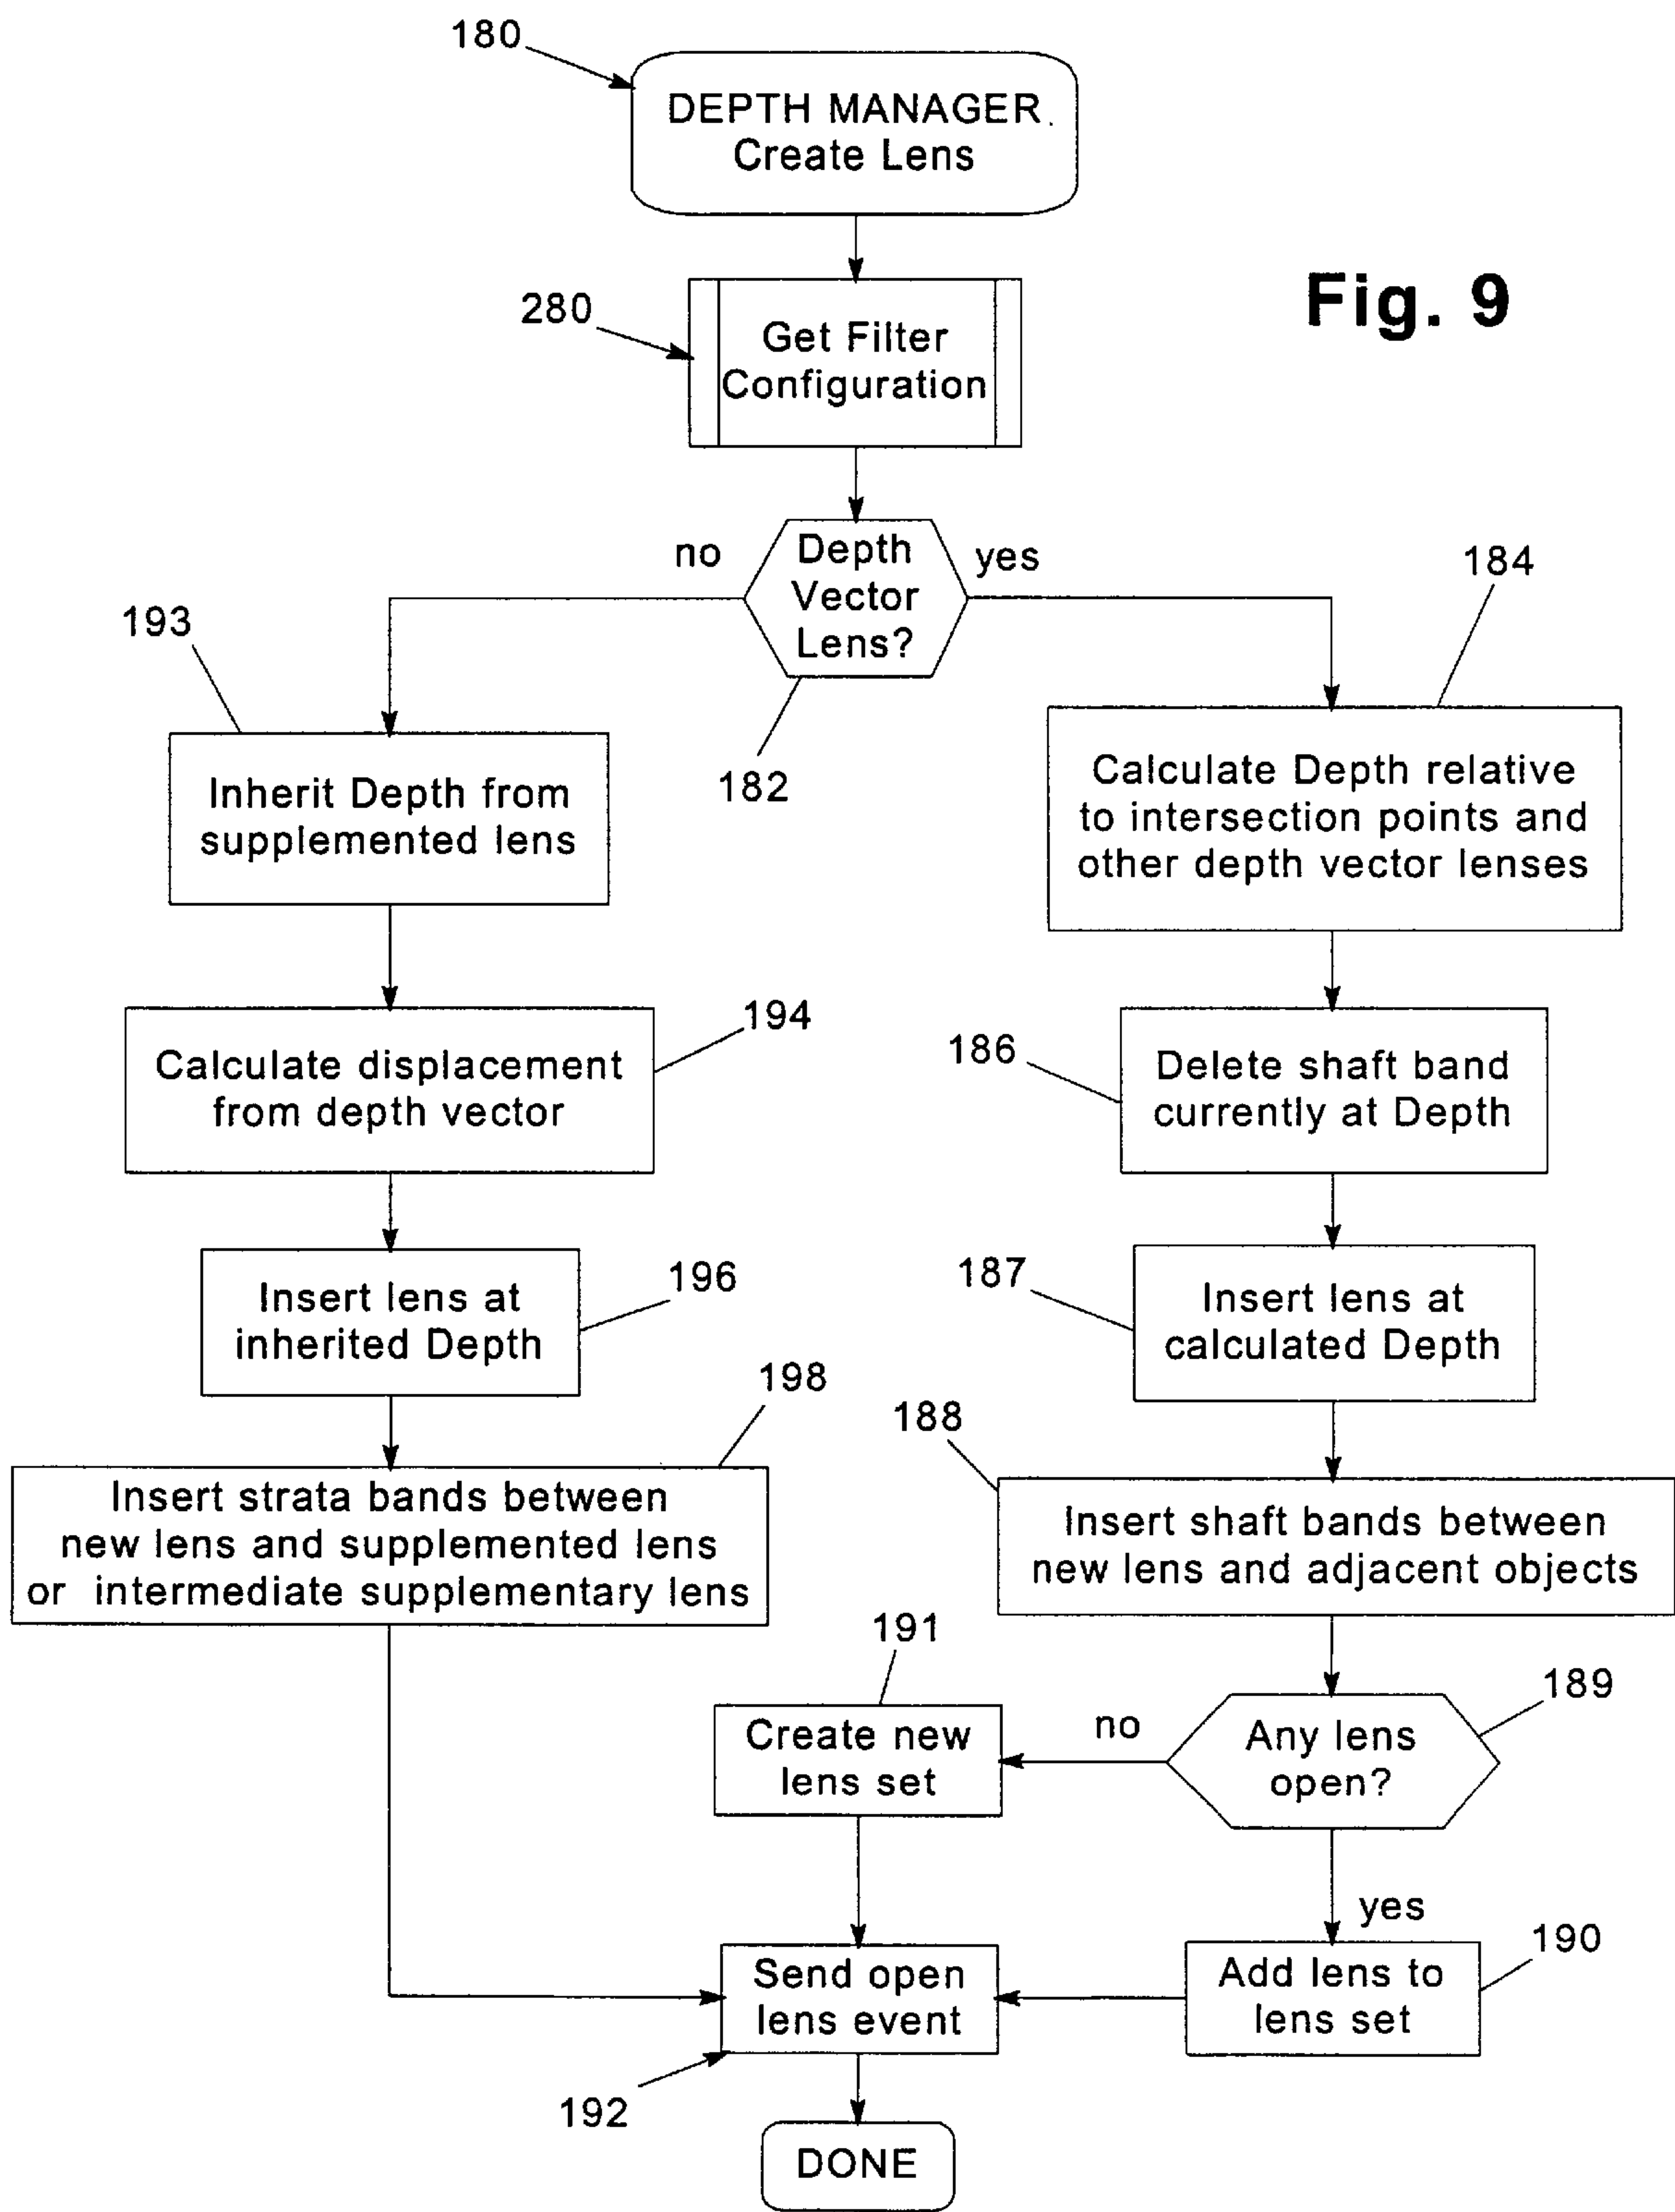 180
DEPTH MANAGER.
Create Lens
Fig. 9
280
Get Filter
Configuration
no
Depth
Vector
Lens?
yes
182
184
193
Inherit Depth from
supplemented lens
Calculate Depth relative
to intersection points and
other depth vector lenses
194
Calculate displacement
from depth vector
186
Delete shaft band
currently at Depth
196
Insert lens at
inherited Depth
187
Insert lens at
calculated Depth
198
Insert strata bands between
new lens and supplemented lens
or intermediate supplementary lens
188
Insert shaft bands between
new lens and adjacent objects
191
Create new
lens set
no
Any lens
open?
189
yes
190
Send open
lens event
Add lens to
lens set
192
DONE